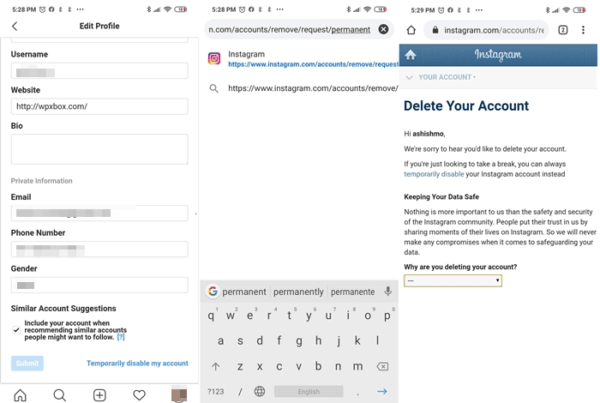 5:28 PM
Edit Profile
Username
Website
http://wpxbox.com/
Bio
Private Information
Email
Phone Number
Gender
Similar Account Suggestions
Include your account when
recommending similar accounts
people might want to follow. [?]
Submit
Temporarily disable my account
5:28 PM
n.com/accounts/remove/request/permanent
Instagram
https://www.instagram.com/accounts/remove/request
https://www.instagram.com/accounts/remove/
permanent permanently permanente
q w e r t y u i o p
a s d f g h j k l
z x c v b n m
?123 / English .
5:29 PM
instagram.com/accounts/re
2
Instagram
YOUR ACCOUNT
Delete Your Account
Hi ashishmo,
We're sorry to hear you'd like to delete your account.
If you're just looking to take a break, you can always
temporarily disable your Instagram account instead
Keeping Your Data Safe
Nothing is more important to us than the safety and security
of the Instagram community. People put their trust in us by
sharing moments of their lives on Instagram. So we will never
make any compromises when it comes to safeguarding your
data.
Why are you deleting your account?
---